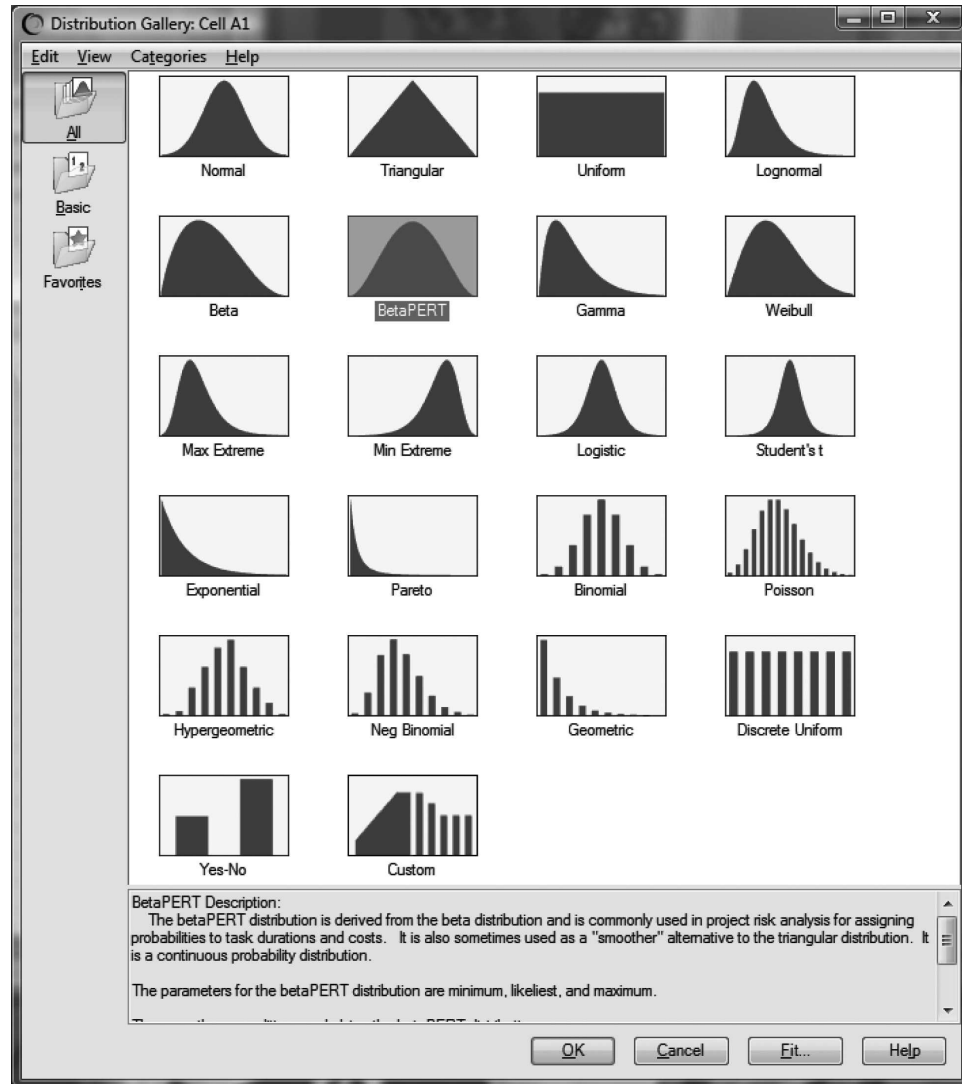 Distribution Gallery: Cell A1
Edit View Categories Help
All
Basic
Favorites
Normal Triangular Uniform Lognormal
Beta BetaPERT Gamma Weibull
Max Extreme Min Extreme Logistic Student's t
Exponential Pareto Binomial Poisson
Hypergeometric Neg Binomial Geometric Discrete Uniform
Yes-No Custom
BetaPERT Description:
The betaPERT distribution is derived from the beta distribution and is commonly used in project risk analysis for assigning
probabilities to task durations and costs. It is also sometimes used as a "smoother" alternative to the triangular distribution. It
is a continuous probability distribution.
The parameters for the betaPERT distribution are minimum, likeliest, and maximum.
OK Cancel Fit... Help